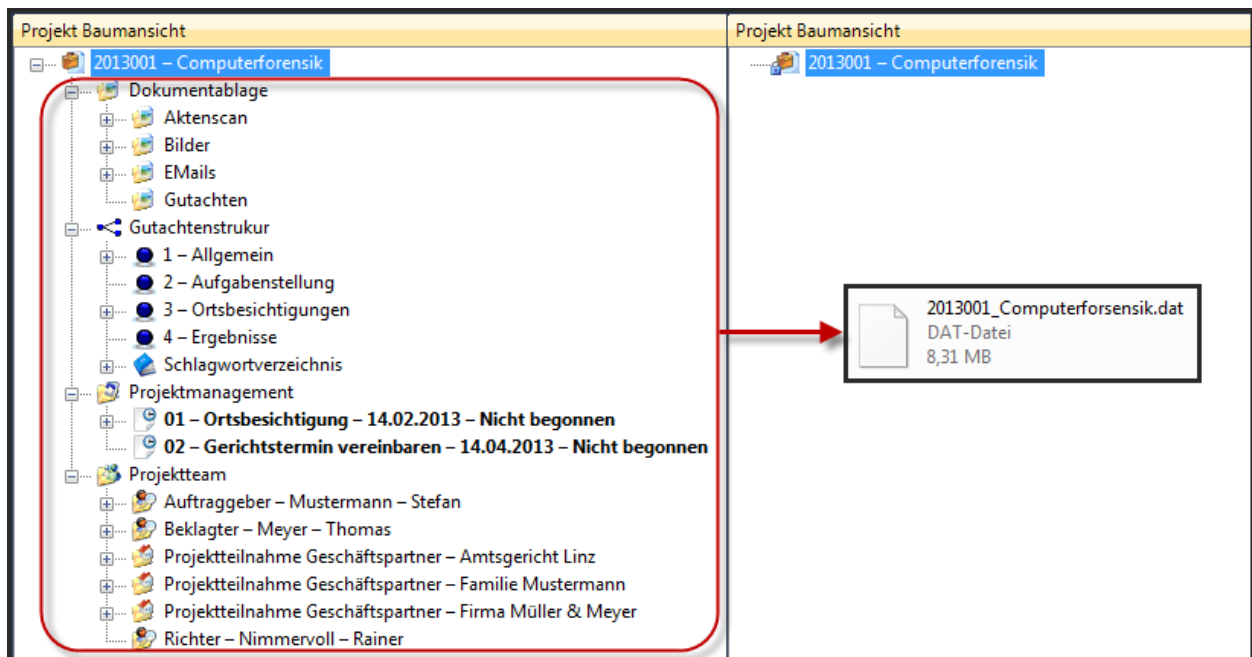 Projekt Baumansicht
2013001 – Computerforensik
Dokumentablage
Aktenscan
Bilder
EMails
Gutachten
Gutachtenstrukur
1 – Allgemein
2 – Aufgabenstellung
3 – Ortsbesichtigungen
4 – Ergebnisse
Schlagwortverzeichnis
Projektmanagement
01 – Ortsbesichtigung – 14.02.2013 – Nicht begonnen
02 – Gerichtstermin vereinbaren – 14.04.2013 – Nicht begonnen
Projektteam
Auftraggeber – Mustermann – Stefan
Beklagter – Meyer – Thomas
Projektteilnahme Geschäftspartner – Amtsgericht Linz
Projektteilnahme Geschäftspartner – Familie Mustermann
Projektteilnahme Geschäftspartner – Firma Müller & Meyer
Richter – Nimmervoll – Rainer
Projekt Baumansicht
2013001 – Computerforensik
2013001_Computerforsensik.dat
DAT-Datei
8,31 MB